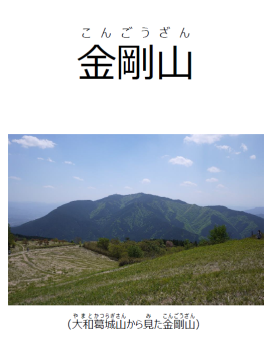 こんごうざん
金剛山
やまとかつらぎさん み こんごうざん
（大和葛城山から見た金剛山）